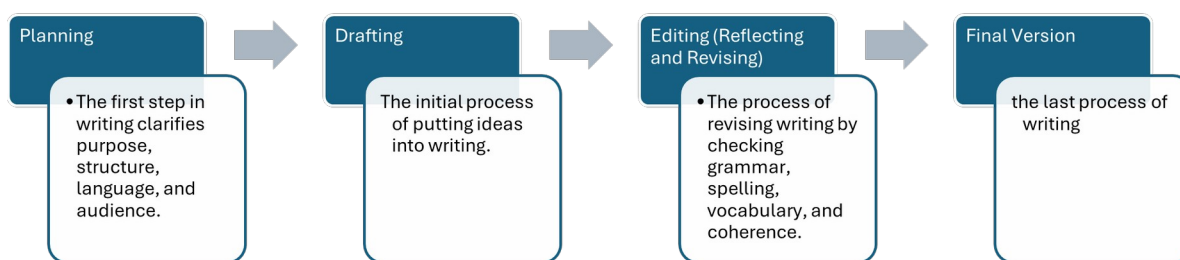 Planning
• The first step in
writing clarifies
purpose,
structure,
language, and
audience.
Drafting
The initial process
of putting ideas
into writing.
Editing (Reflecting
and Revising)
• The process of
revising writing by
checking
grammar,
spelling,
vocabulary, and
coherence.
Final Version
the last process of
writing